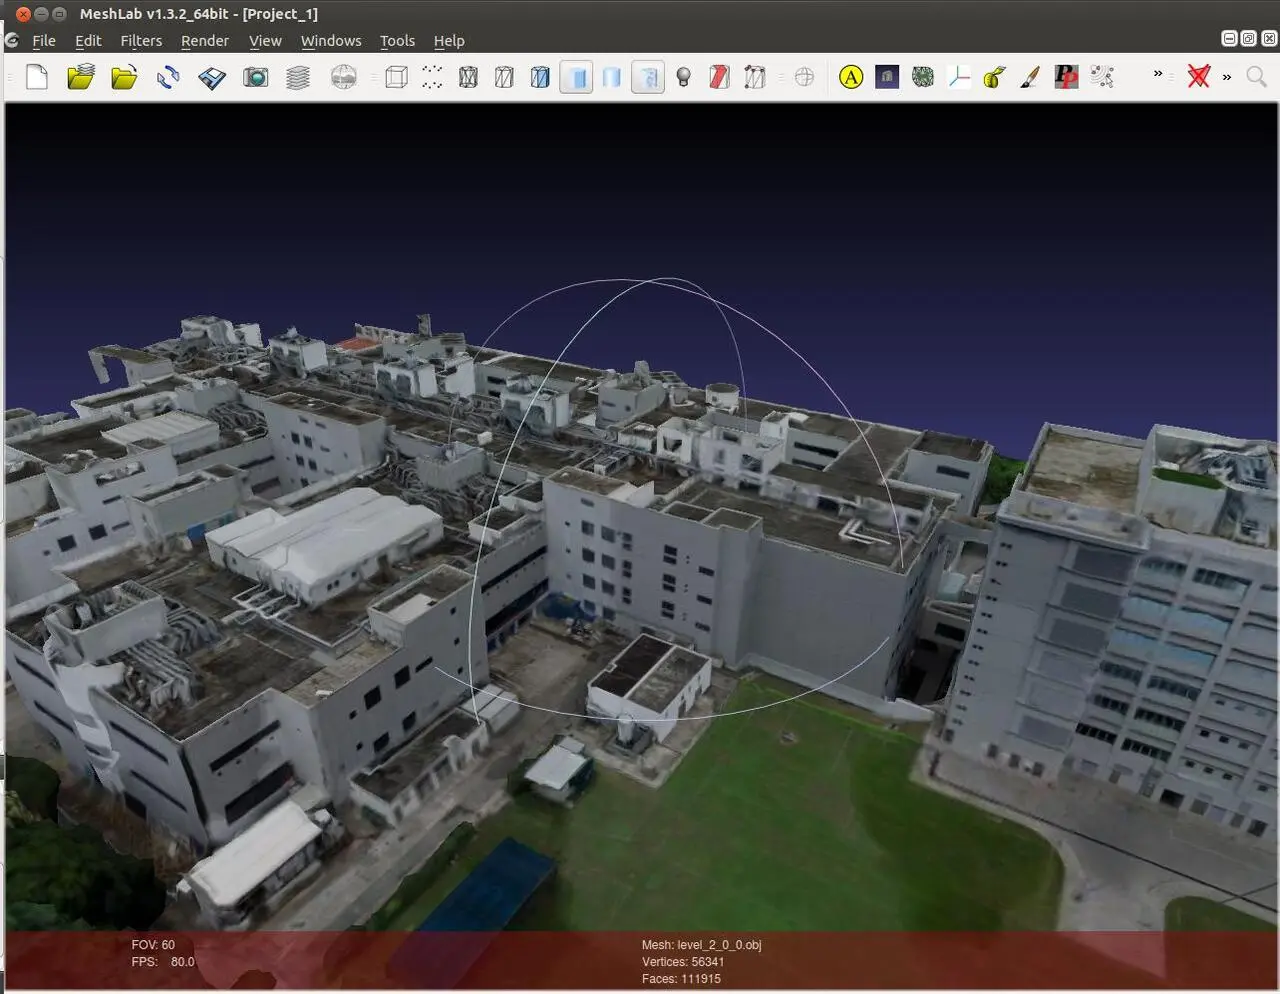 MeshLab v1.3.2_64bit - [Project_1]
File Edit Filters Render View Windows Tools Help
A
PP
FOV: 60
FPS: 80.0
Mesh: level_2_0_0.obj
Vertices: 56341
Faces: 111915